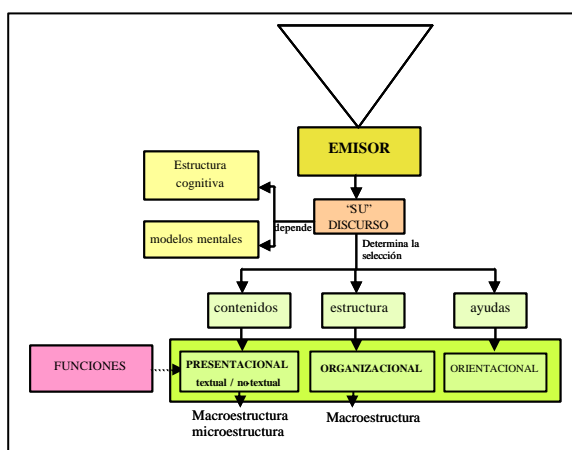 EMISOR
Estructura
cognitiva
"SU"
DISCURSO
depende
modelos mentales
Determina la
selección
contenidos
estructura
ayudas
FUNCIONES
PRESENTACIONAL
textual / no-textual
ORGANIZACIONAL
ORIENTACIONAL
Macroestructura
microestructura
Macroestructura